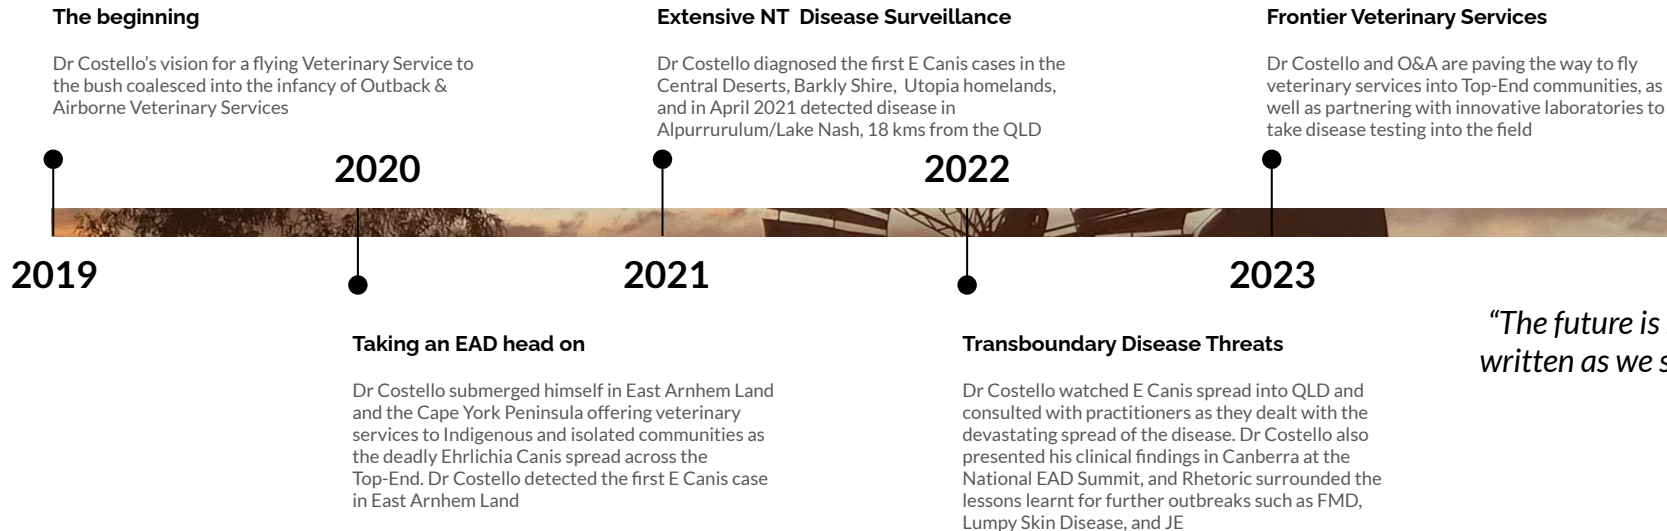 The beginning
Dr Costello’s vision for a flying Veterinary Service to
the bush coalesced into the infancy of Outback &
Airborne Veterinary Services
2019
2020
Taking an EAD head on
Dr Costello submerged himself in East Arnhem Land
and the Cape York Peninsula offering veterinary
services to Indigenous and isolated communities as
the deadly Ehrlichia Canis spread across the
Top-End. Dr Costello detected the first E Canis case
in East Arnhem Land
Extensive NT  Disease Surveillance
Dr Costello diagnosed the first E Canis cases in the
Central Deserts, Barkly Shire,  Utopia homelands,
and in April 2021 detected disease in
Alpurrurulum/Lake Nash, 18 kms from the QLD
2021
2022
Transboundary Disease Threats
Dr Costello watched E Canis spread into QLD and
consulted with practitioners as they dealt with the
devastating spread of the disease. Dr Costello also
presented his clinical findings in Canberra at the
National EAD Summit, and Rhetoric surrounded the
lessons learnt for further outbreaks such as FMD,
Lumpy Skin Disease, and JE
Frontier Veterinary Services
Dr Costello and O&A are paving the way to fly
veterinary services into Top-End communities, as
well as partnering with innovative laboratories to
take disease testing into the field
2023
“The future is
written as we